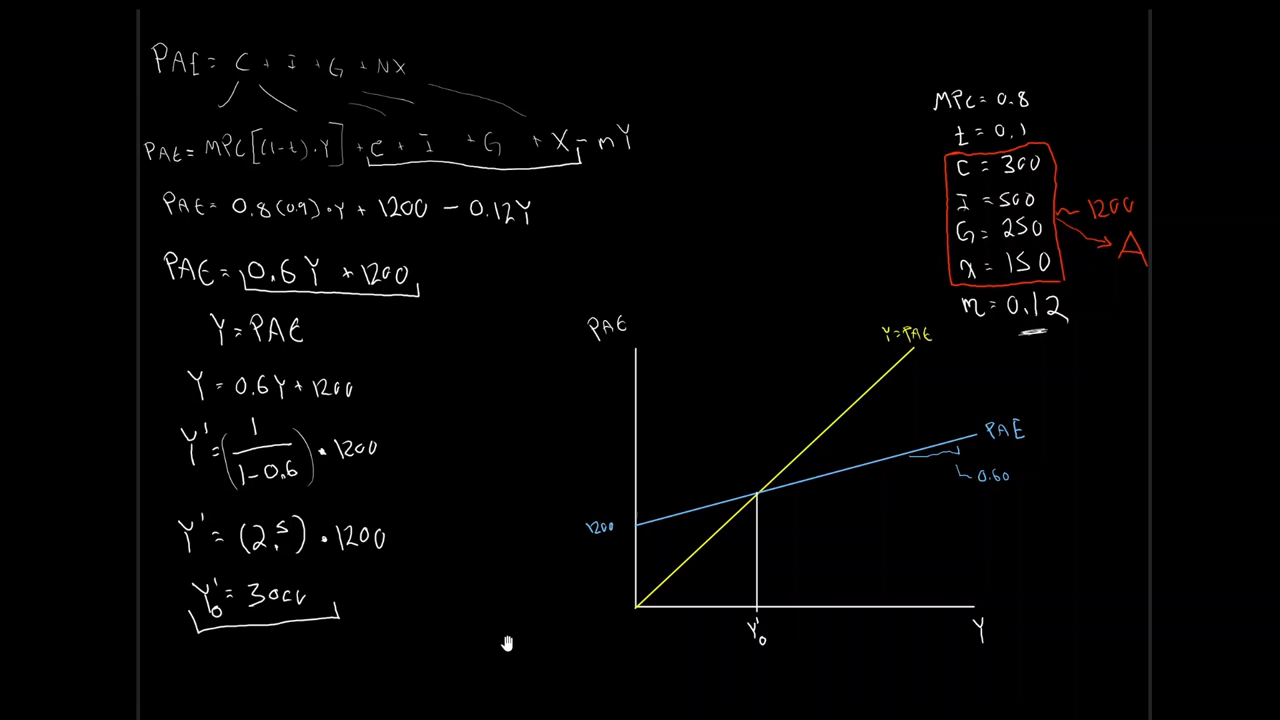 PAE = C + I + G + NX
PAE = MPC[(1-t)·Y] + C + I + G + X - mY
PAE = 0.8(0.9)·Y + 1200 - 0.12Y
PAE = 0.6Y + 1200
Y = PAE
Y = 0.6Y + 1200
Y' = (1/(1-0.6)) · 1200
Y' = (2.5) · 1200
Y'₀ = 3000
MPC = 0.8
t = 0.1
C = 300
I = 500
G = 250
X = 150
1200
A
m = 0.12
PAE
Y=PAE
PAE
0.60
1200
Y'₀
Y